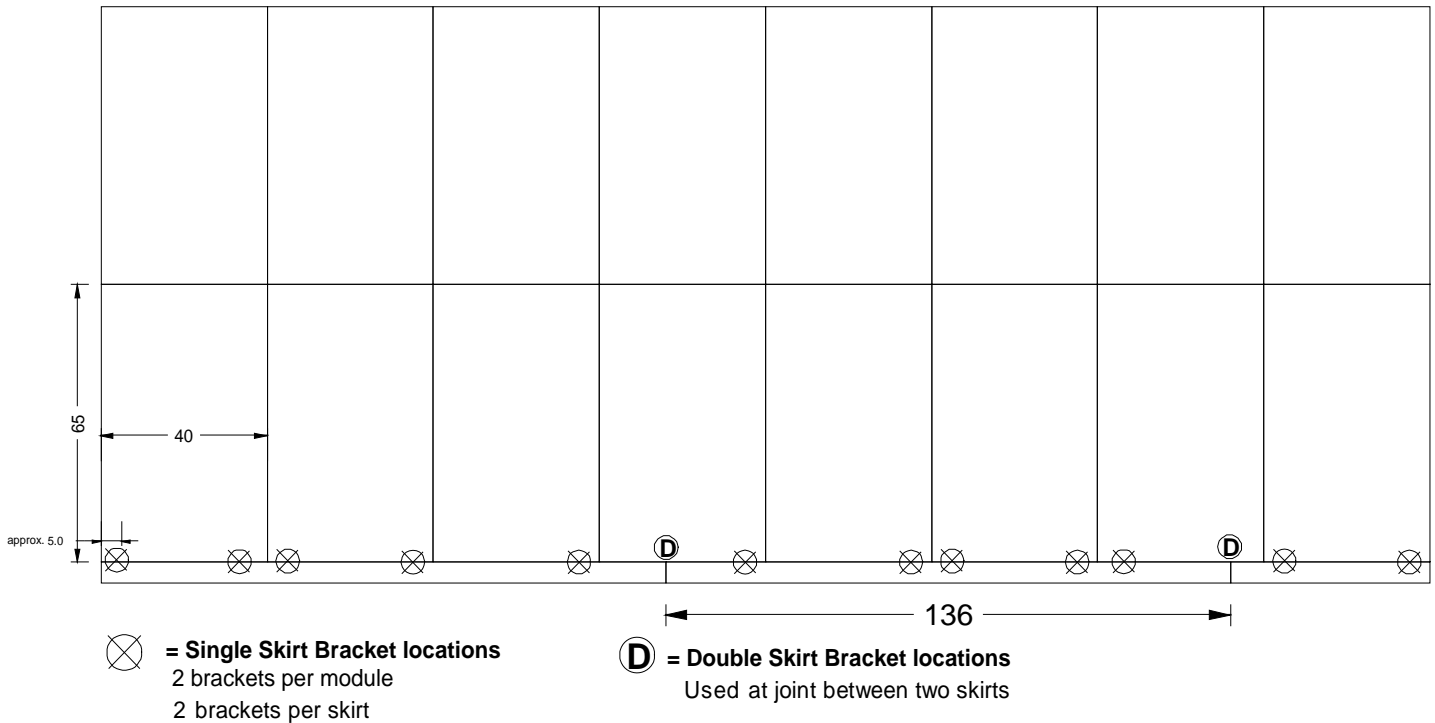 65
40
approx. 5.0
D
D
136
= Single Skirt Bracket locations
2 brackets per module
2 brackets per skirt
D = Double Skirt Bracket locations
Used at joint between two skirts